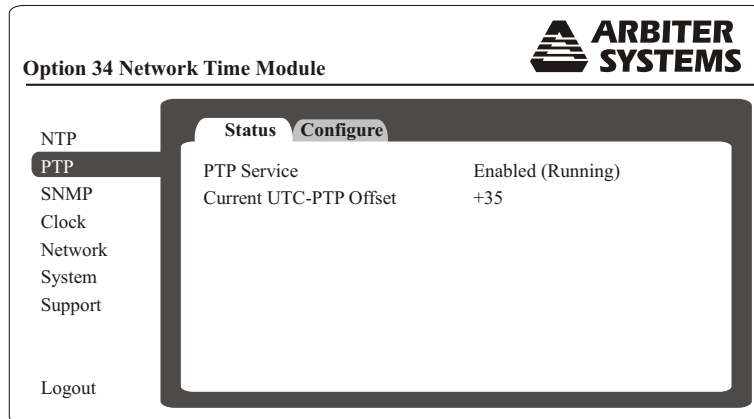 ARBITER
SYSTEMS
Option 34 Network Time Module
NTP
PTP
SNMP
Clock
Network
System
Support
Logout
Status Configure
PTP Service Enabled (Running)
Current UTC-PTP Offset +35